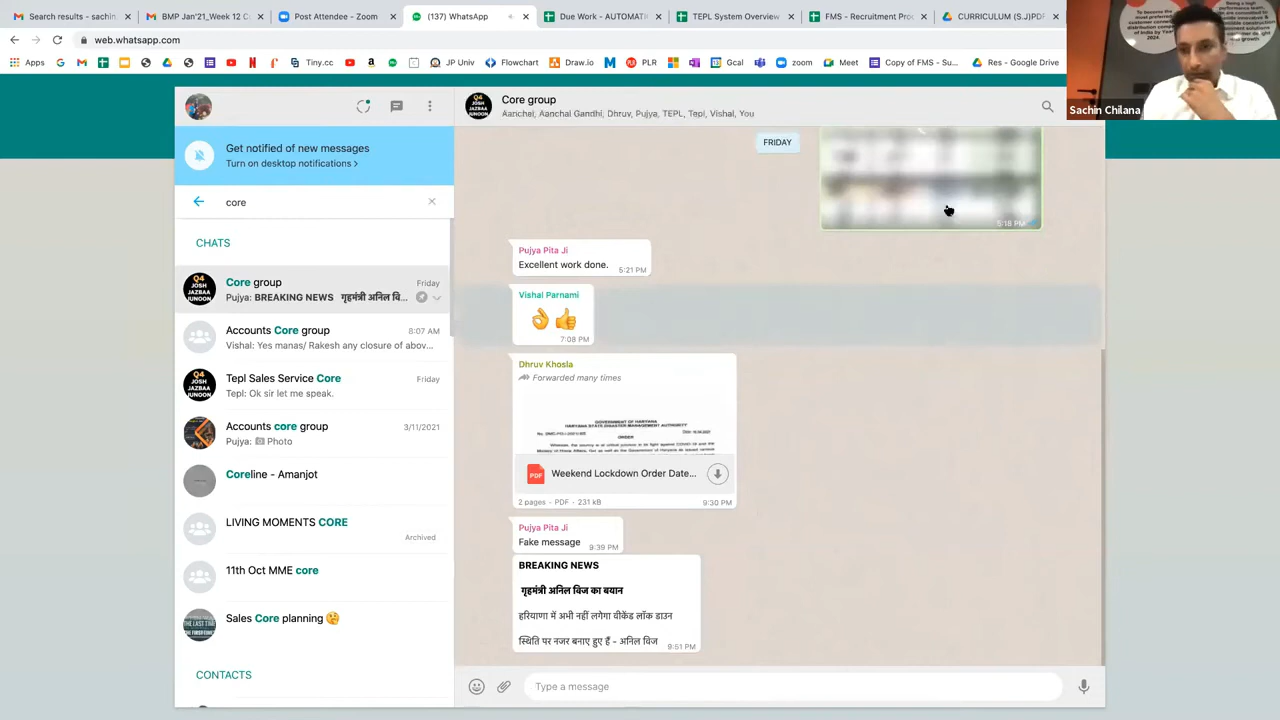 Search results - sachin
BMP Jan'21_Week 12 C
Post Attendee - Zoom
(137) WhatsApp
Due Work - AUTOMATI
TEPL System Overview
FMS - Recruitment Pro
CURRICULUM (S.J)PD
web.whatsapp.com
Apps
Tiny.cc
JP Univ
Flowchart
Draw.io
PLR
Gcal
zoom
Meet
Copy of FMS - Su...
Res - Google Drive
Sachin Chilana
Core group
Aanchal, Aanchal Gandhi, Dhruv, Pujya, TEPL, Tepl, Vishal, You
Get notified of new messages
Turn on desktop notifications >
core
CHATS
Core group
Friday
Pujya: BREAKING NEWS गृहमंत्री अनिल वि...
Accounts Core group
8:07 AM
Vishal: Yes manas/ Rakesh any closure of abov...
Tepl Sales Service Core
Friday
Tepl: Ok sir let me speak.
Accounts core group
3/11/2021
Pujya: Photo
Coreline - Amanjot
LIVING MOMENTS CORE
Archived
11th Oct MME core
Sales Core planning 🤔
CONTACTS
FRIDAY
5:18 PM
Pujya Pita Ji
Excellent work done.
5:21 PM
Vishal Parnami
👌👍
7:08 PM
Dhruv Khosla
Forwarded many times
GOVERNMENT OF HARYANA
HARYANA STATE DISASTER MANAGEMENT AUTHORITY
ORDER
Weekend Lockdown Order Date...
2 pages • PDF • 231 kB
9:30 PM
Pujya Pita Ji
Fake message
9:39 PM
BREAKING NEWS
गृहमंत्री अनिल विज का बयान
हरियाणा में अभी नहीं लगेगा वीकेंड लॉक डाउन
स्थिति पर नजर बनाए हुए हैं - अनिल विज
9:51 PM
Type a message